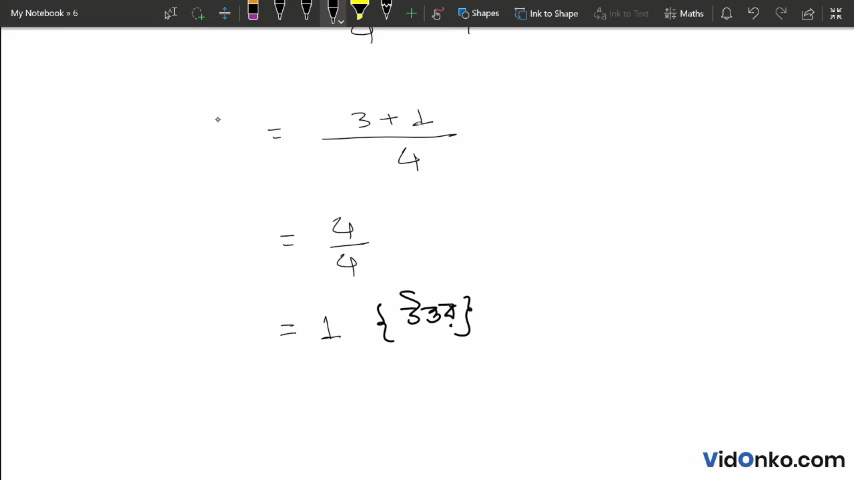 My Notebook » 6
Shapes
Ink to Shape
Ink to Text
Maths
4
= 3 + 1
4
= 4
4
= 1 {উত্তর}
VidOnko.com